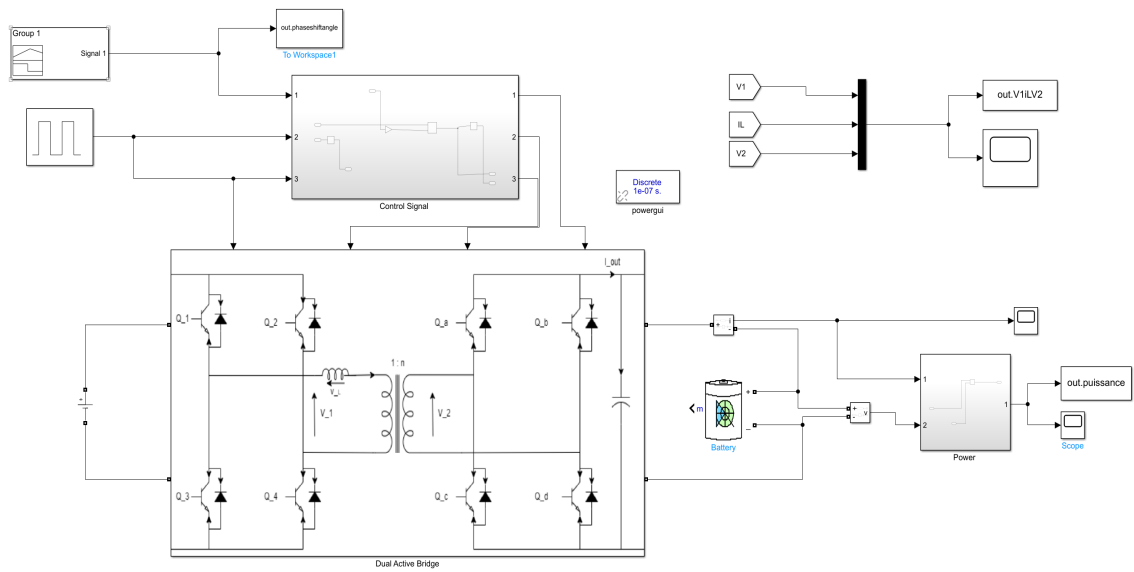 Group 1
Signal 1
out.phaseshiftangle
To Workspace1
1
2
3
1
2
3
Control Signal
V1
IL
V2
out.V1iLV2
Discrete
1e-07 s.
powergui
I_out
Q_1
Q_2
Q_a
Q_b
1 : n
V_L
V_1
V_2
Q_3
Q_4
Q_c
Q_d
Dual Active Bridge
+
+
-
i
-
m
+
_
Battery
+
-
v
1
2
1
Power
out.puissance
Scope